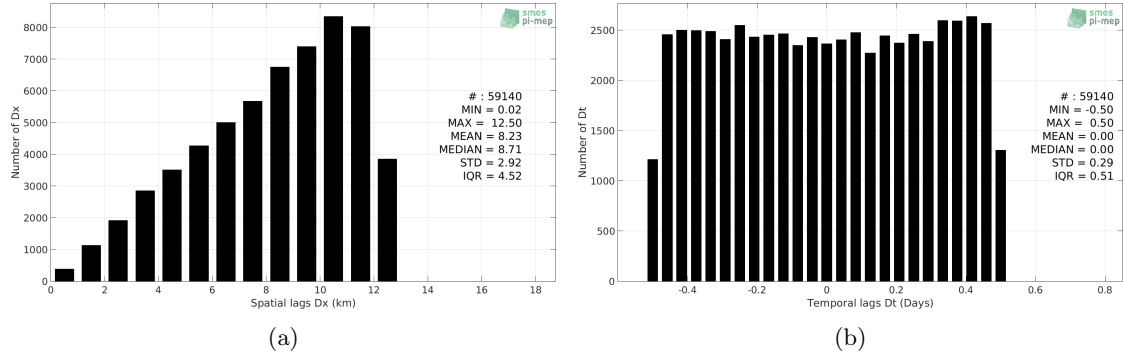 smos
pi-mep
8000
7000
6000
5000
4000
3000
2000
1000
0
Number of Dx
# : 59140
MIN = 0.02
MAX = 12.50
MEAN = 8.23
MEDIAN = 8.71
STD = 2.92
IQR = 4.52
0 2 4 6 8 10 12 14 16 18
Spatial lags Dx (km)
(a)
smos
pi-mep
2500
2000
1500
1000
500
0
Number of Dt
# : 59140
MIN = -0.50
MAX = 0.50
MEAN = 0.00
MEDIAN = 0.00
STD = 0.29
IQR = 0.51
-0.4 -0.2 0 0.2 0.4 0.6 0.8
Temporal lags Dt (Days)
(b)